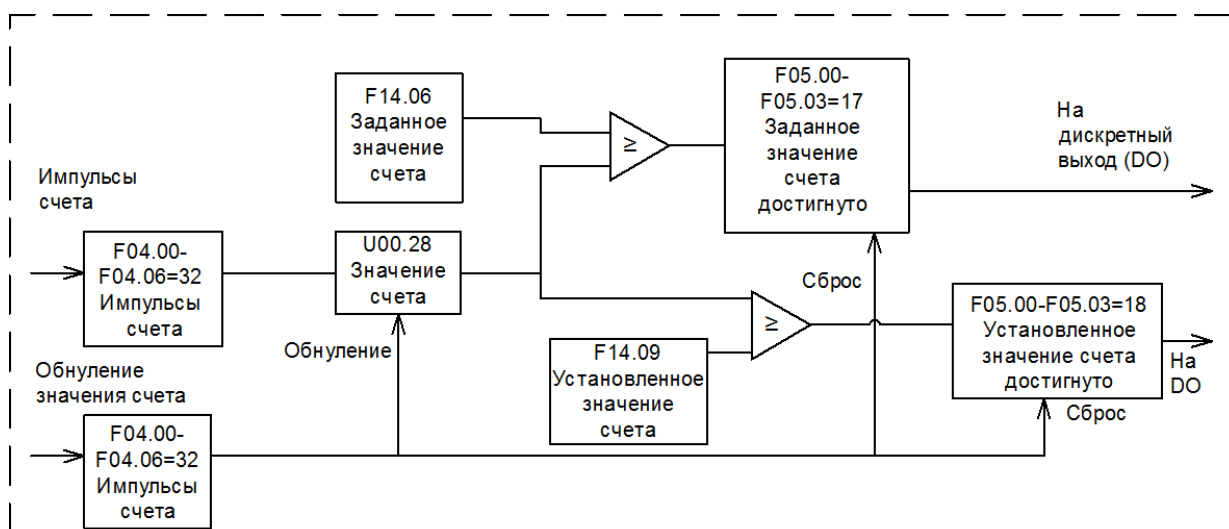 F14.06
Заданное
значение
счета
≥
F05.00-
F05.03=17
Заданное
значение
счета
достигнуто
На
дискретный
выход (DO)
Импульсы
счета
F04.00-
F04.06=32
Импульсы
счета
U00.28
Значение
счета
Сброс
Обнуление
≥
F14.09
Установленное
значение
счета
F05.00-F05.03=18
Установленное
значение счета
достигнуто
На
DO
Сброс
Обнуление
значения счета
F04.00-
F04.06=32
Импульсы
счета